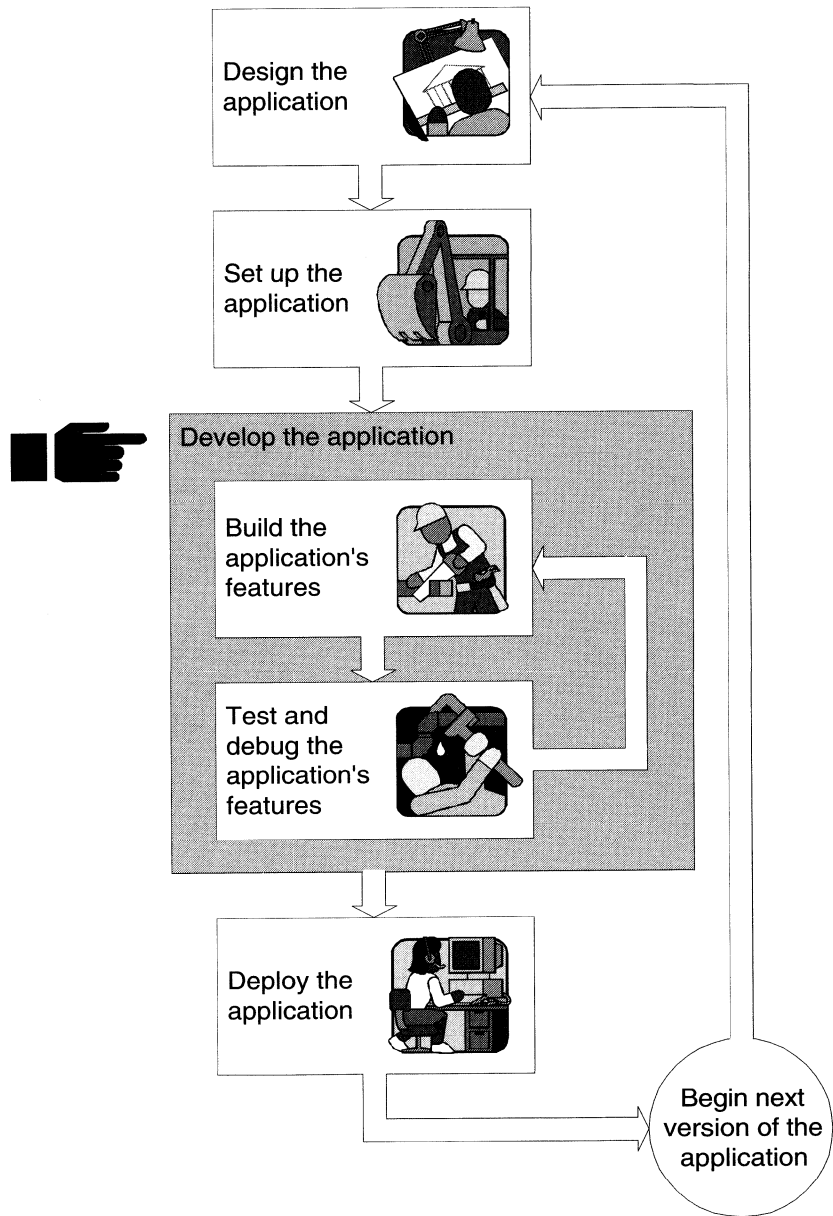 Design the
application
Set up the
application
Develop the application
Build the
application's
features
Test and
debug the
application's
features
Deploy the
application
Begin next
version of the
application